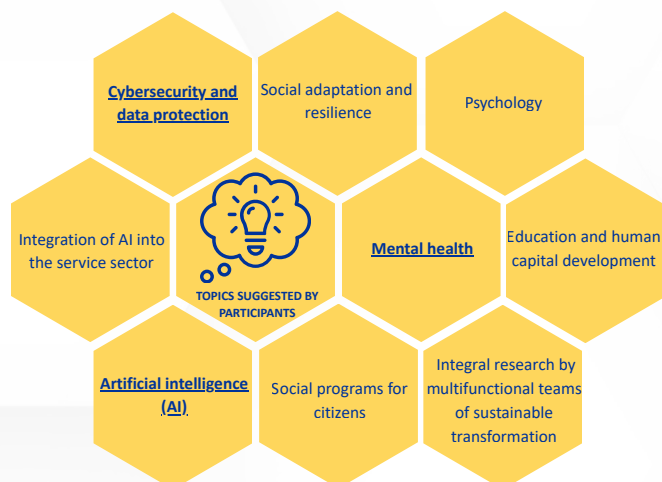 Cybersecurity and
data protection
Social adaptation and
resilience
Psychology
Integration of AI into
the service sector
TOPICS SUGGESTED BY
PARTICIPANTS
Mental health
Education and human
capital development
Artificial intelligence
(AI)
Social programs for
citizens
Integral research by
multifunctional teams
of sustainable
transformation